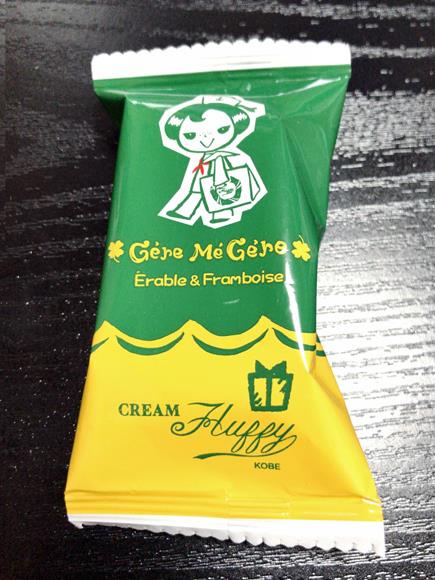 Gére Mé Gére
Érable & Framboise
CREAM Fluffy
KOBE